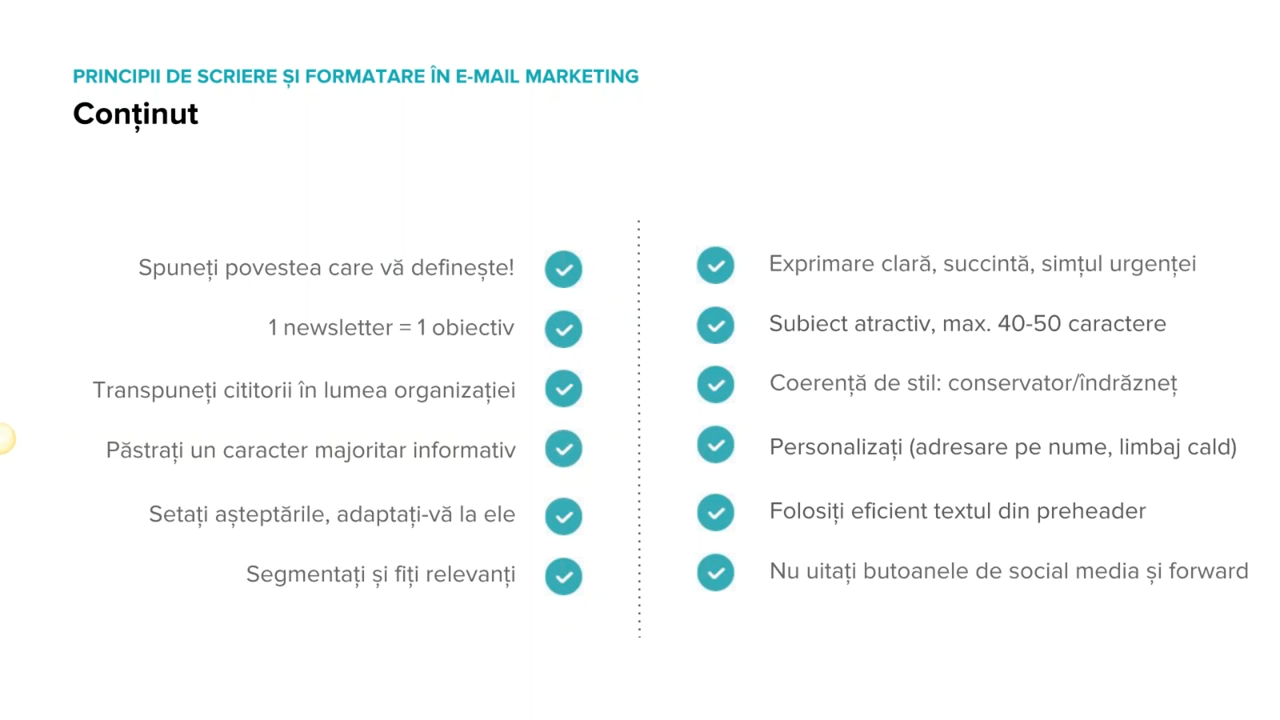 PRINCIPII DE SCRIERE ȘI FORMATARE ÎN E-MAIL MARKETING
Conținut
Spuneți povestea care vă definește!
1 newsletter = 1 obiectiv
Transpuneți cititorii în lumea organizației
Păstrați un caracter majoritar informativ
Setați așteptările, adaptați-vă la ele
Segmentați și fiți relevanți
Exprimare clară, succintă, simțul urgenței
Subiect atractiv, max. 40-50 caractere
Coerență de stil: conservator/îndrăzneț
Personalizați (adresare pe nume, limbaj cald)
Folosiți eficient textul din preheader
Nu uitați butoanele de social media și forward